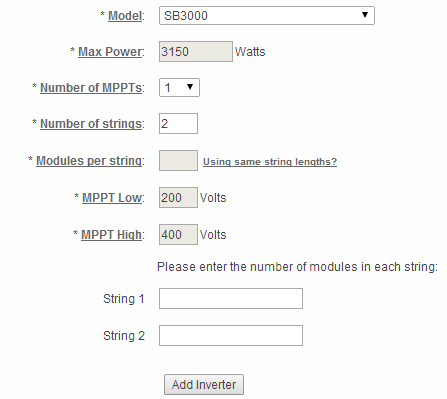 * Model: SB3000
* Max Power: 3150 Watts
* Number of MPPTs: 1
* Number of strings: 2
* Modules per string: Using same string lengths?
* MPPT Low: 200 Volts
* MPPT High: 400 Volts
Please enter the number of modules in each string:
String 1
String 2
Add Inverter